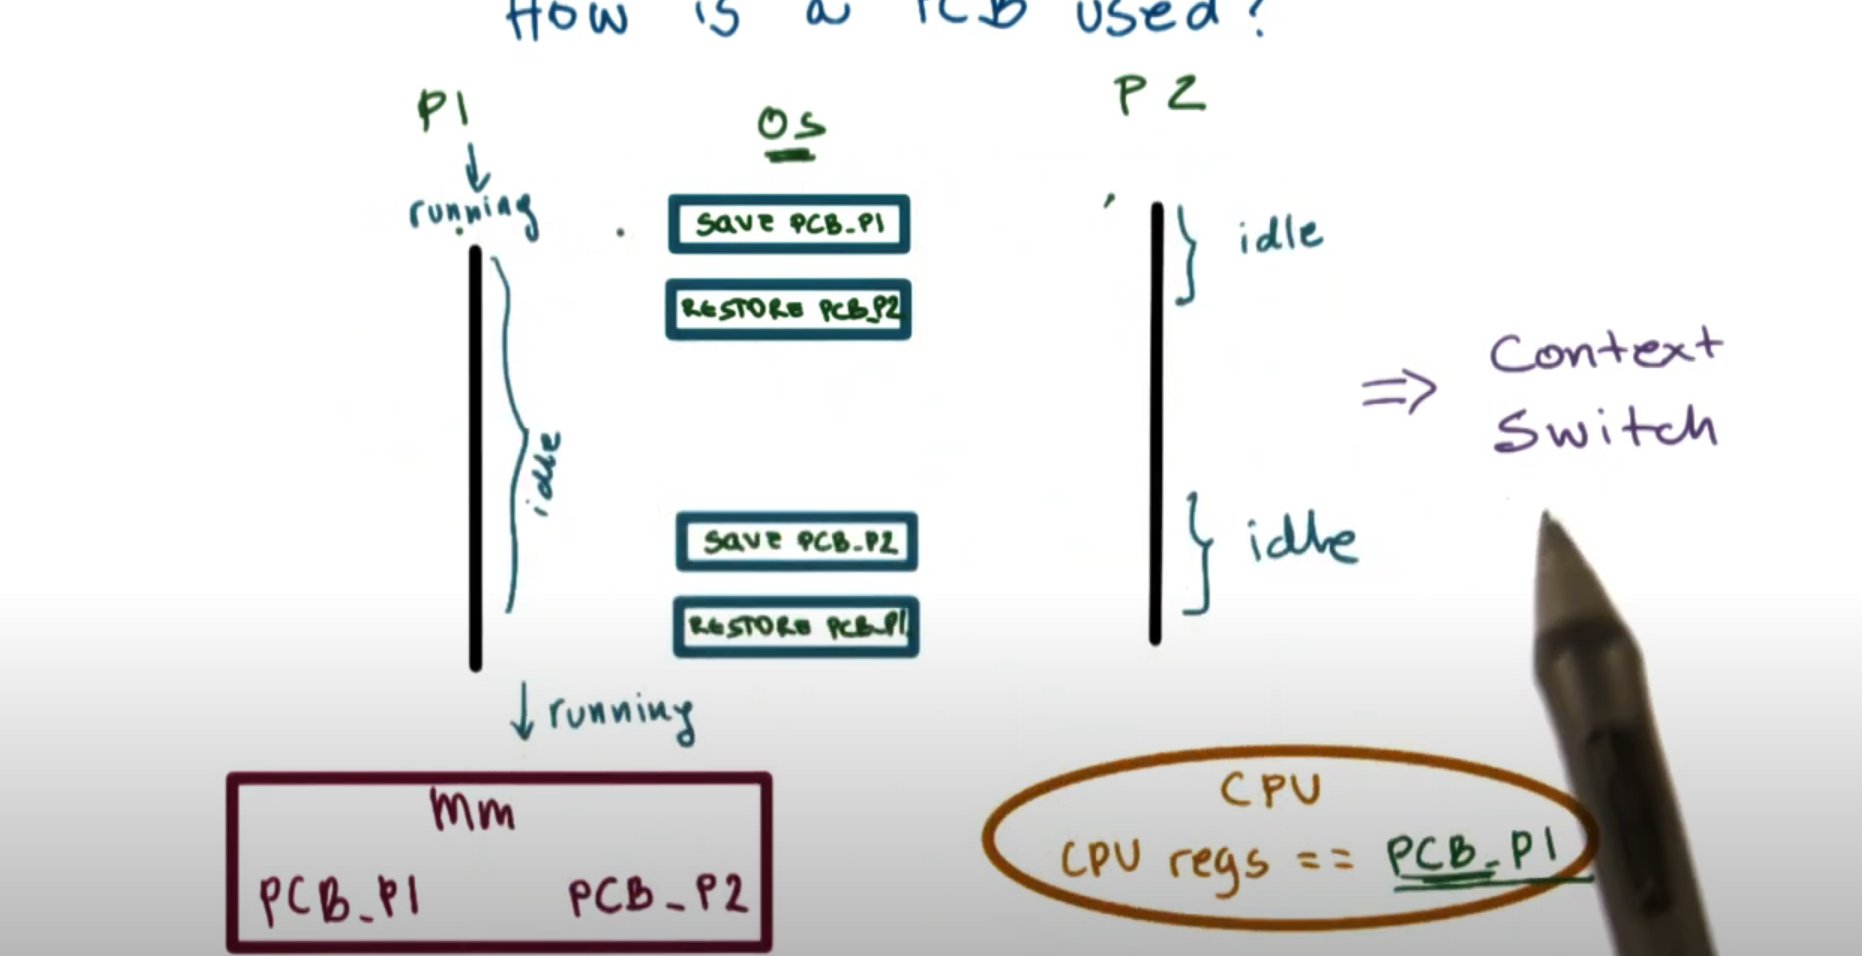 How is a PCB used?
P1
OS
P2
running
SAVE PCB_P1
RESTORE PCB_P2
idle
idle
Context
Switch
SAVE PCB_P2
RESTORE PCB_P1
idle
running
mm
PCB_P1 PCB_P2
CPU
CPU regs == PCB_P1